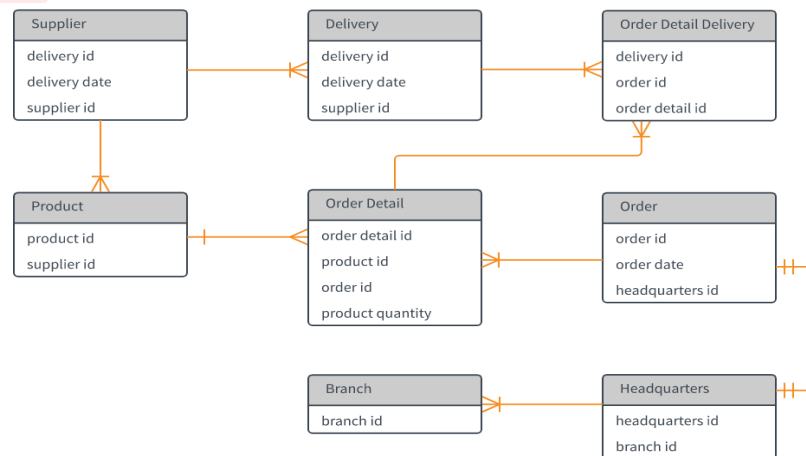 Supplier
delivery id
delivery date
supplier id
Delivery
delivery id
delivery date
supplier id
Order Detail Delivery
delivery id
order id
order detail id
Product
product id
supplier id
Order Detail
order detail id
product id
order id
product quantity
Order
order id
order date
headquarters id
Branch
branch id
Headquarters
headquarters id
branch id